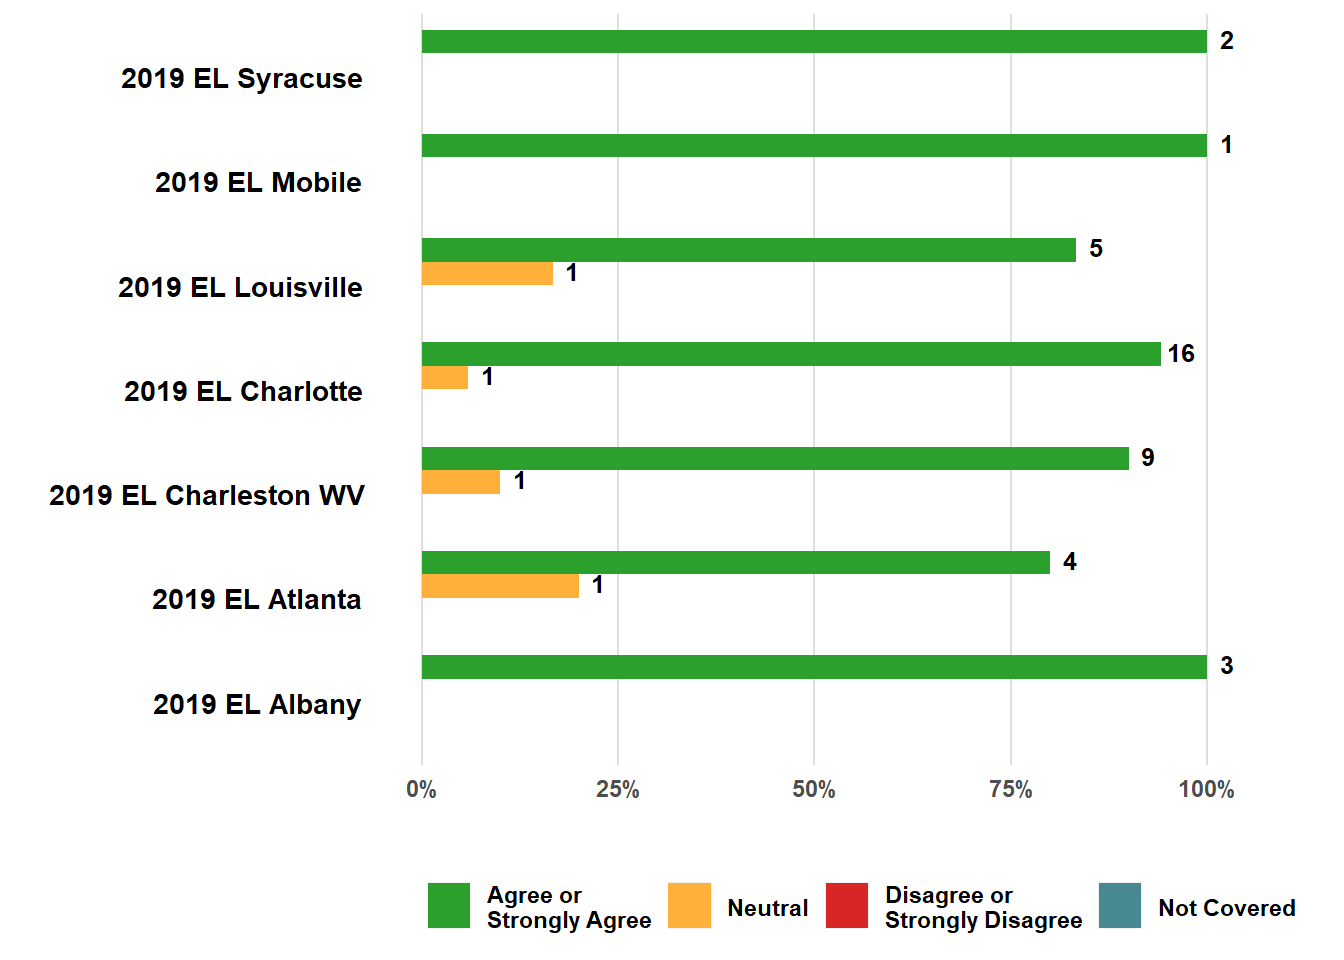 2
2019 EL Syracuse
1
2019 EL Mobile
5
1
2019 EL Louisville
16
1
2019 EL Charlotte
9
1
2019 EL Charleston WV
4
1
2019 EL Atlanta
3
2019 EL Albany
0% 25% 50% 75% 100%
Agree or
Strongly Agree
Neutral
Disagree or
Strongly Disagree
Not Covered